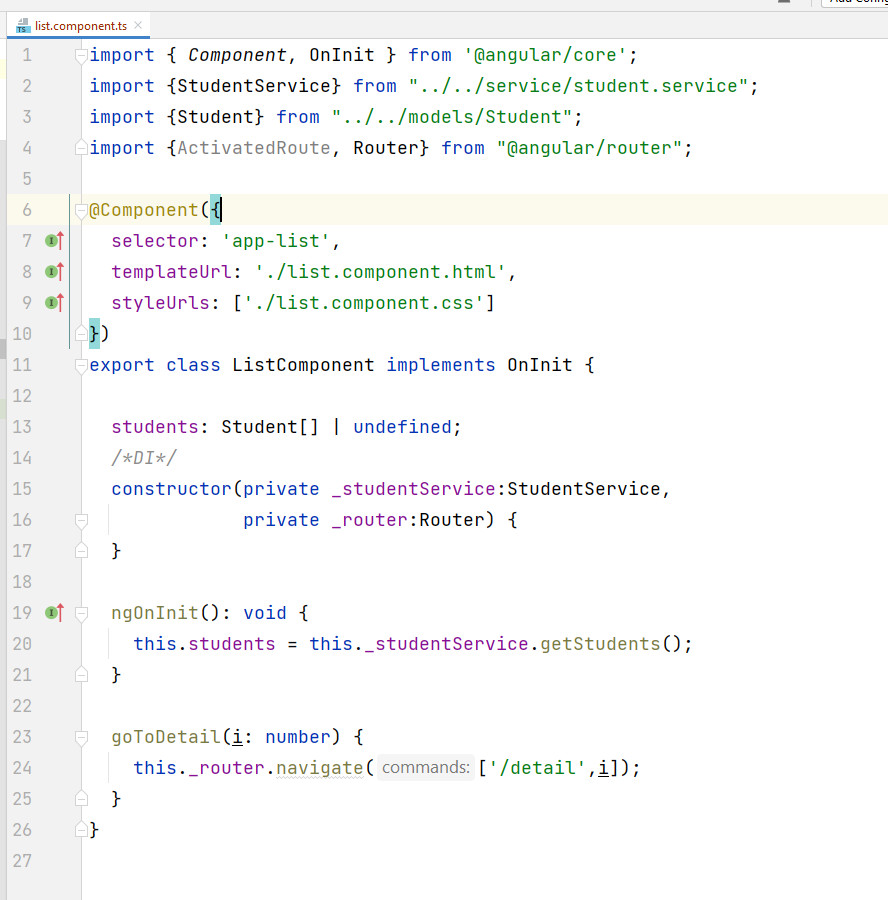 Add Config
list.component.ts
1 import { Component, OnInit } from '@angular/core';
2 import {StudentService} from "../../service/student.service";
3 import {Student} from "../../models/Student";
4 import {ActivatedRoute, Router} from "@angular/router";
5
6 @Component({
7 selector: 'app-list',
8 templateUrl: './list.component.html',
9 styleUrls: ['./list.component.css']
10 })
11 export class ListComponent implements OnInit {
12
13 students: Student[] | undefined;
14 /*DI*/
15 constructor(private _studentService:StudentService,
16 private _router:Router) {
17 }
18
19 ngOnInit(): void {
20 this.students = this._studentService.getStudents();
21 }
22
23 goToDetail(i: number) {
24 this._router.navigate( commands: ['/detail',i]);
25 }
26 }
27